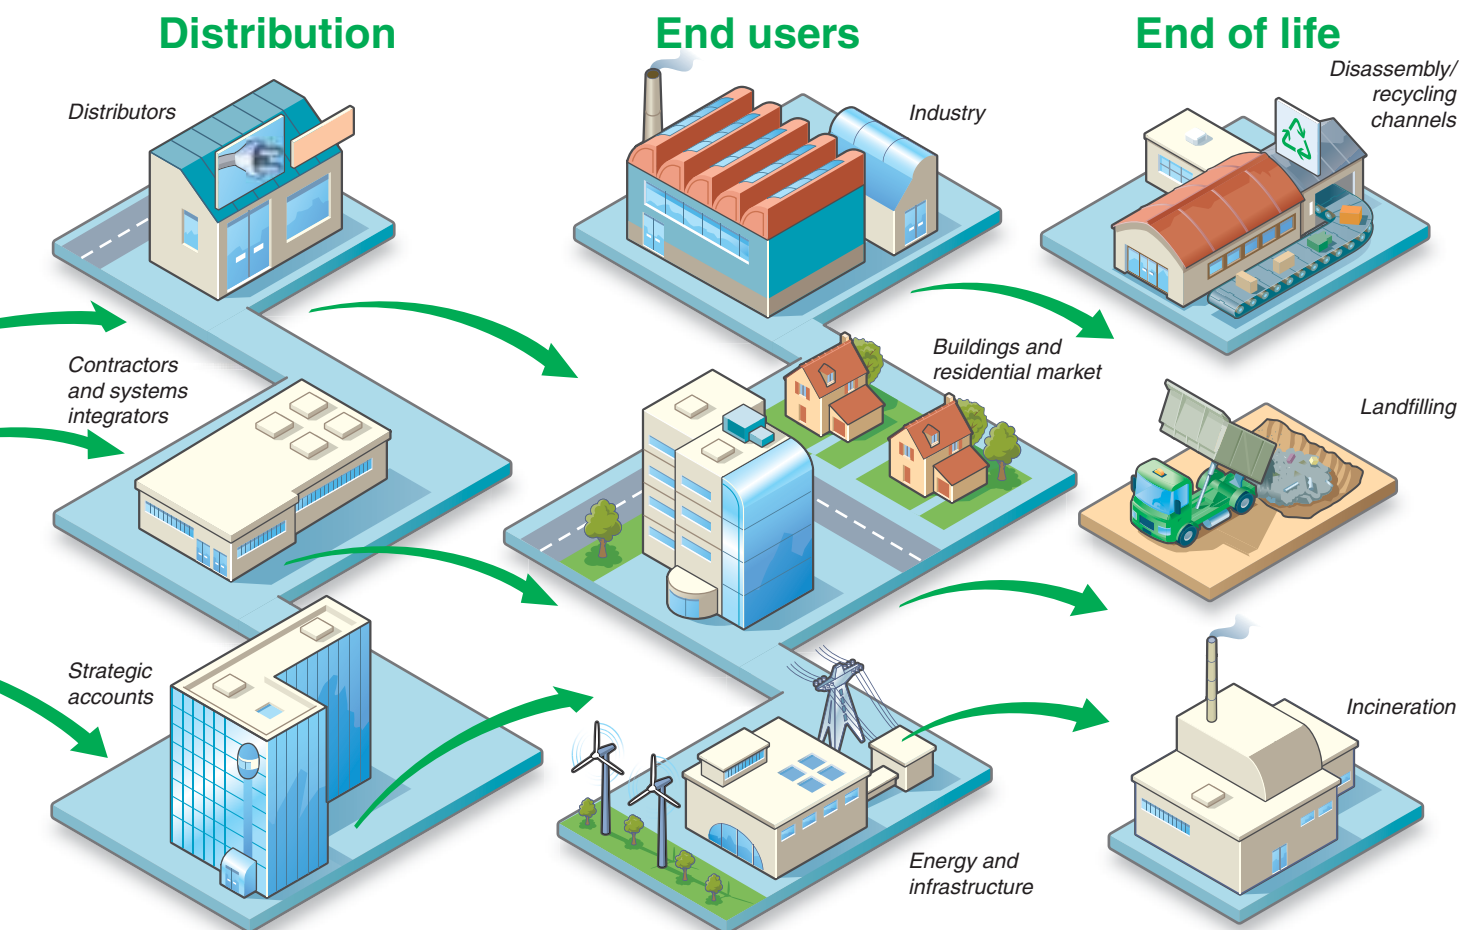 Distribution
Distributors
Contractors
and systems
integrators
Strategic
accounts
End users
Industry
Buildings and
residential market
Energy and
infrastructure
End of life
Disassembly/
recycling
channels
Landfilling
Incineration